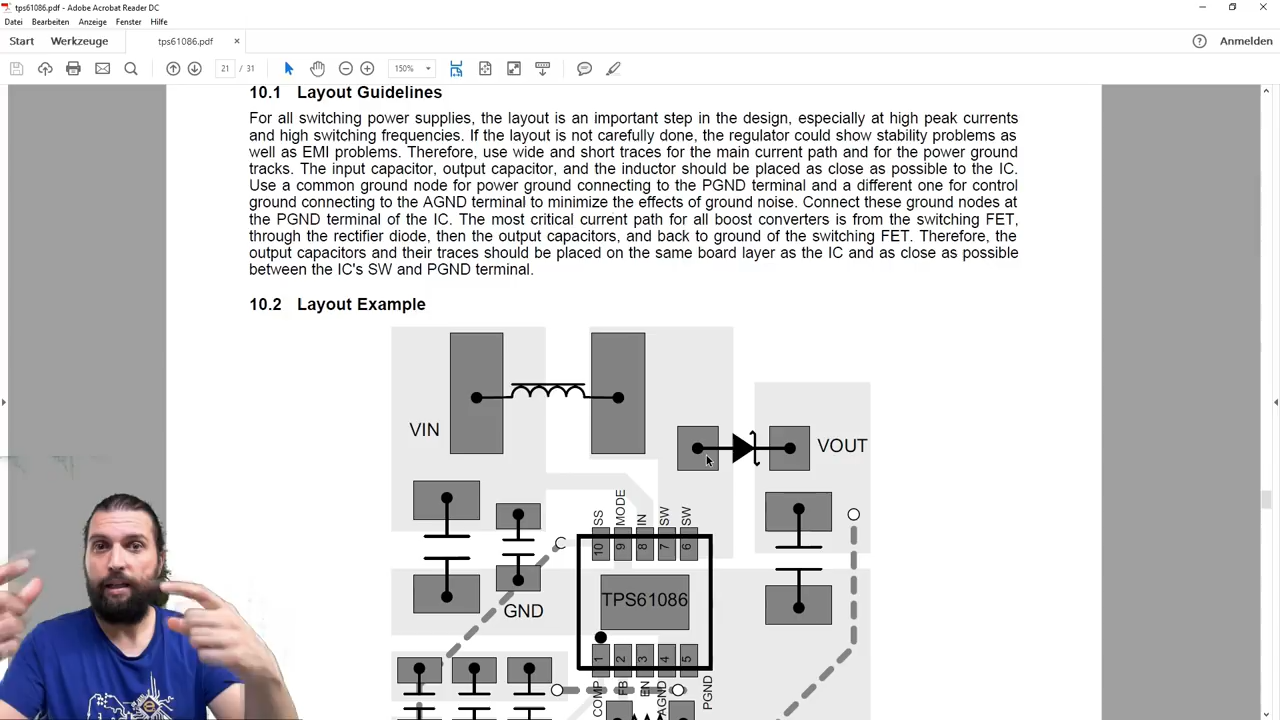 tps61086.pdf - Adobe Acrobat Reader DC
Datei Bearbeiten Anzeige Fenster Hilfe
Start Werkzeuge tps61086.pdf × Anmelden
21 / 31 150%
10.1 Layout Guidelines
For all switching power supplies, the layout is an important step in the design, especially at high peak currents
and high switching frequencies. If the layout is not carefully done, the regulator could show stability problems as
well as EMI problems. Therefore, use wide and short traces for the main current path and for the power ground
tracks. The input capacitor, output capacitor, and the inductor should be placed as close as possible to the IC.
Use a common ground node for power ground connecting to the PGND terminal and a different one for control
ground connecting to the AGND terminal to minimize the effects of ground noise. Connect these ground nodes at
the PGND terminal of the IC. The most critical current path for all boost converters is from the switching FET,
through the rectifier diode, then the output capacitors, and back to ground of the switching FET. Therefore, the
output capacitors and their traces should be placed on the same board layer as the IC and as close as possible
between the IC's SW and PGND terminal.
10.2 Layout Example
VIN
VOUT
SS MODE IN SW SW
10 9 8 7 6
TPS61086
GND
1 2 3 4 5
COMP FB EN AGND PGND